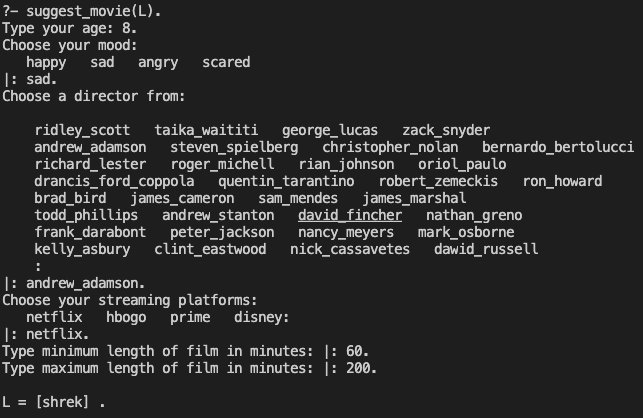 ?- suggest_movie(L).
Type your age: 8.
Choose your mood:
happy sad angry scared
|: sad.
Choose a director from:
ridley_scott taika_waititi george_lucas zack_snyder
andrew_adamson steven_spielberg christopher_nolan bernardo_bertolucci
richard_lester roger_michell rian_johnson oriol_paulo
drancis_ford_coppola quentin_tarantino robert_zemeckis ron_howard
brad_bird james_cameron sam_mendes james_marshal
todd_phillips andrew_stanton david_fincher nathan_greno
frank_darabont peter_jackson nancy_meyers mark_osborne
kelly_asbury clint_eastwood nick_cassavetes dawid_russell
:
|: andrew_adamson.
Choose your streaming platforms:
netflix hbogo prime disney:
|: netflix.
Type minimum length of film in minutes: |: 60.
Type maximum length of film in minutes: |: 200.
L = [shrek] .